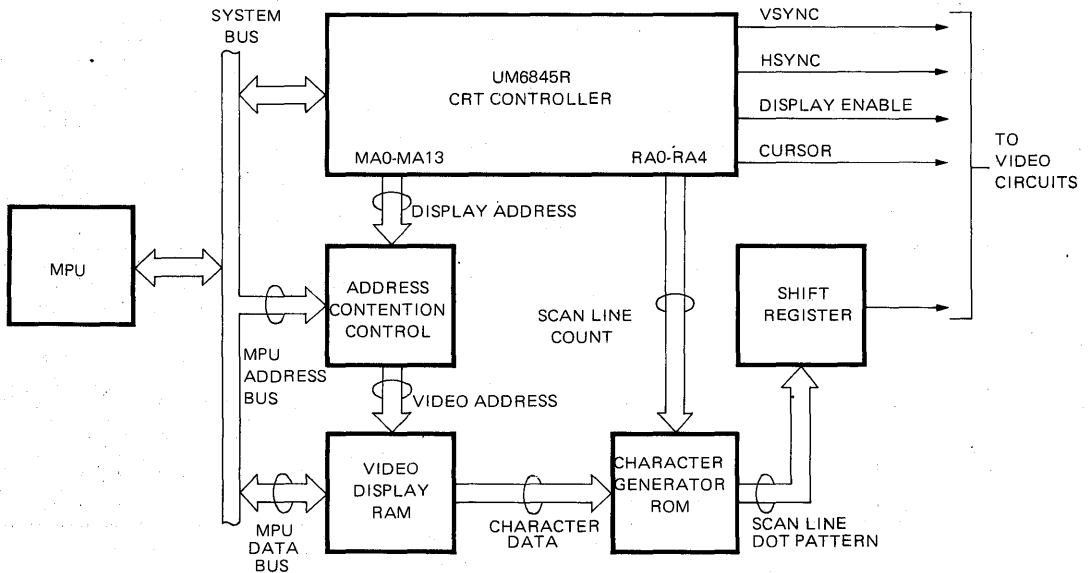 SYSTEM
BUS
UM6845R
CRT CONTROLLER
MA0-MA13
RA0-RA4
VSYNC
HSYNC
DISPLAY ENABLE
CURSOR
TO
VIDEO
CIRCUITS
DISPLAY ADDRESS
MPU
ADDRESS
CONTENTION
CONTROL
SCAN LINE
COUNT
SHIFT
REGISTER
MPU
ADDRESS
BUS
VIDEO ADDRESS
VIDEO
DISPLAY
RAM
CHARACTER
GENERATOR
ROM
MPU
DATA
BUS
CHARACTER
DATA
SCAN LINE
DOT PATTERN